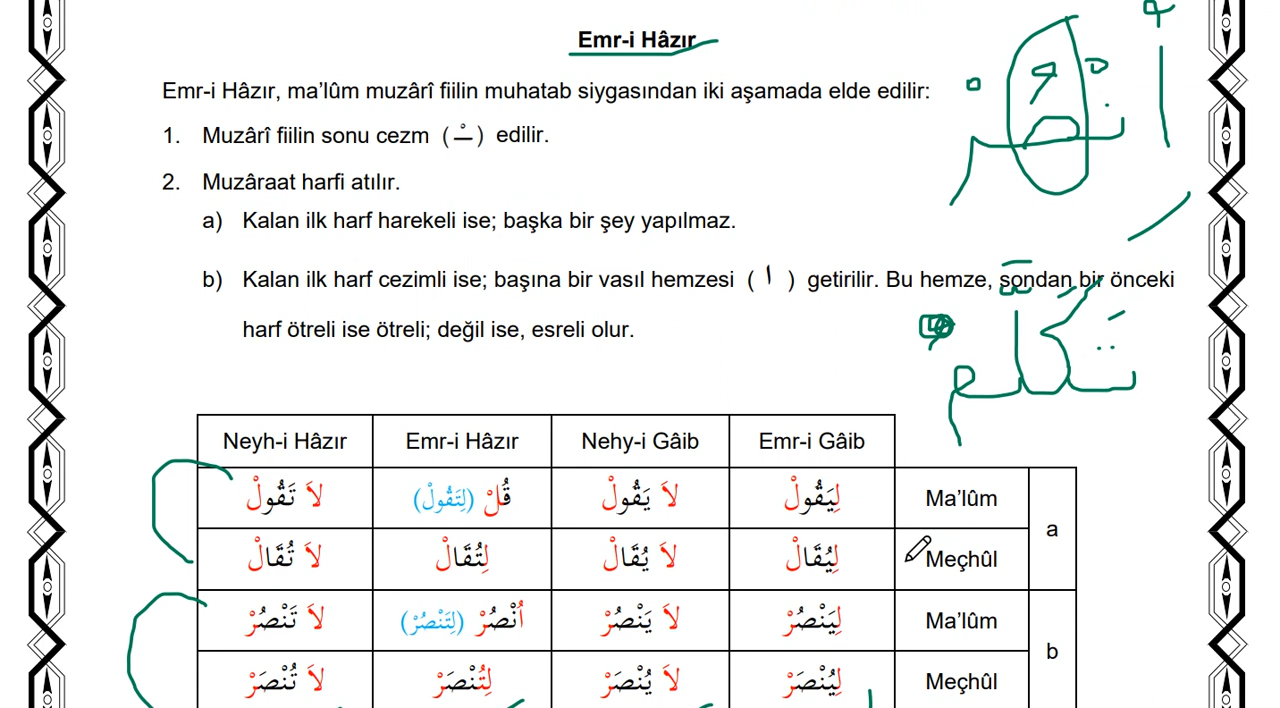 Emr-i Hâzır
Emr-i Hâzır, ma’lûm muzârî fiilin muhatab siygasından iki aşamada elde edilir:
1. Muzârî fiilin sonu cezm ( ـْ ) edilir.
2. Muzâraat harfi atılır.
a) Kalan ilk harf harekeli ise; başka bir şey yapılmaz.
b) Kalan ilk harf cezimli ise; başına bir vasıl hemzesi ( ا ) getirilir. Bu hemze, sondan bir önceki
harf ötreli ise ötreli; değil ise, esreli olur.
Neyh-i Hâzır Emr-i Hâzır Nehy-i Gâib Emr-i Gâib
لاَ تَقُولْ قُلْ (لِتَقُولْ) لاَ يَقُولْ لِيَقُولْ Ma’lûm a
لاَ تُقَالْ لِتُقَالْ لاَ يُقَالْ لِيُقَالْ Meçhûl
لاَ تَنْصُرْ اُنْصُرْ (لِتَنْصُرْ) لاَ يَنْصُرْ لِيَنْصُرْ Ma’lûm b
لاَ تُنْصَرْ لِتُنْصَرْ لاَ يُنْصَرْ لِيُنْصَرْ Meçhûl